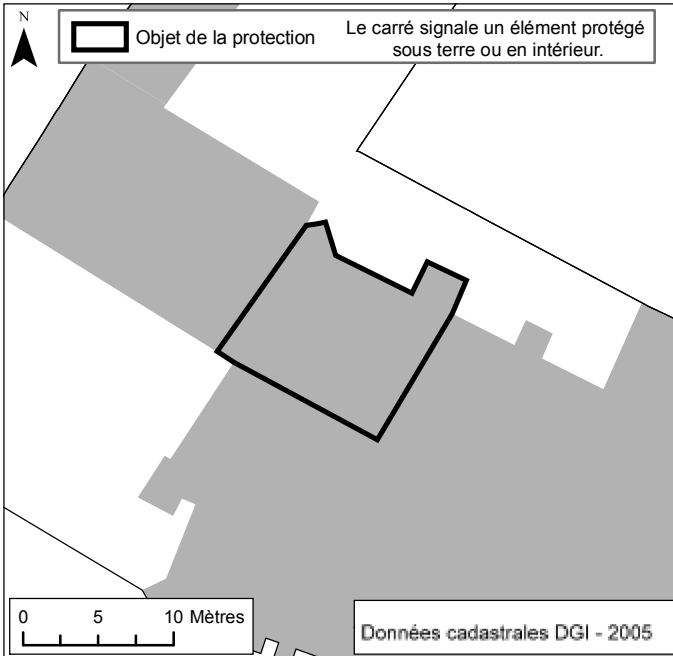 N
Objet de la protection
Le carré signale un élément protégé
sous terre ou en intérieur.
0 5 10 Mètres
Données cadastrales DGI - 2005